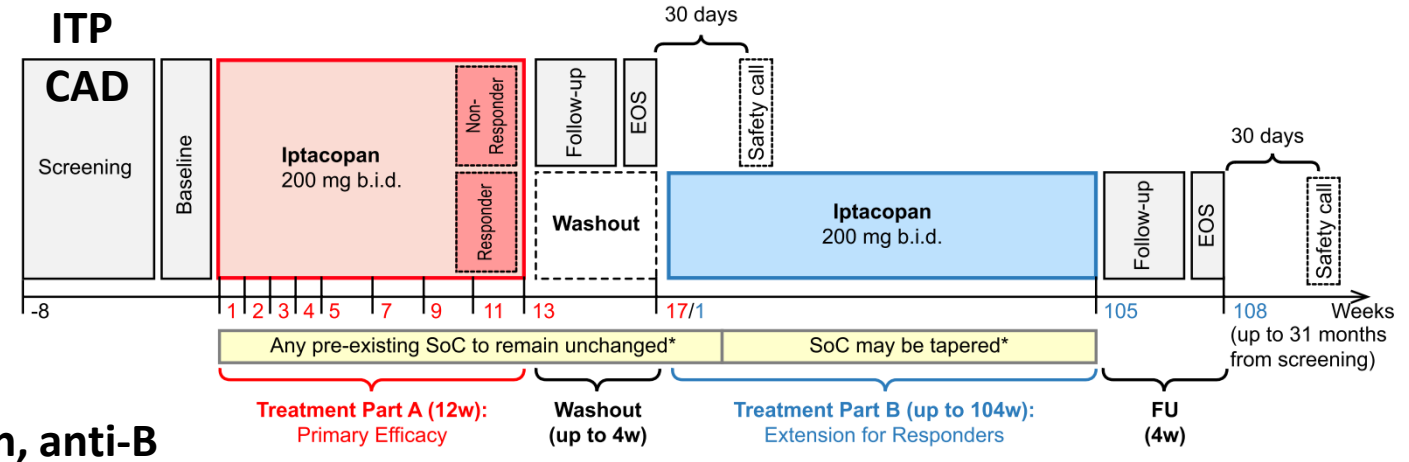 ITP
CAD
30 days
Screening
Baseline
Iptacopan
200 mg b.i.d.
Non-
Responder
Responder
Follow-up
EOS
Safety call
Washout
Iptacopan
200 mg b.i.d.
30 days
Follow-up
EOS
Safety call
-8
1 2 3 4 5 7 9 11 13 17/1 105 108 Weeks
(up to 31 months
from screening)
Any pre-existing SoC to remain unchanged*
SoC may be tapered*
Treatment Part A (12w):
Primary Efficacy
Washout
(up to 4w)
Treatment Part B (up to 104w):
Extension for Responders
FU
(4w)
n, anti-B